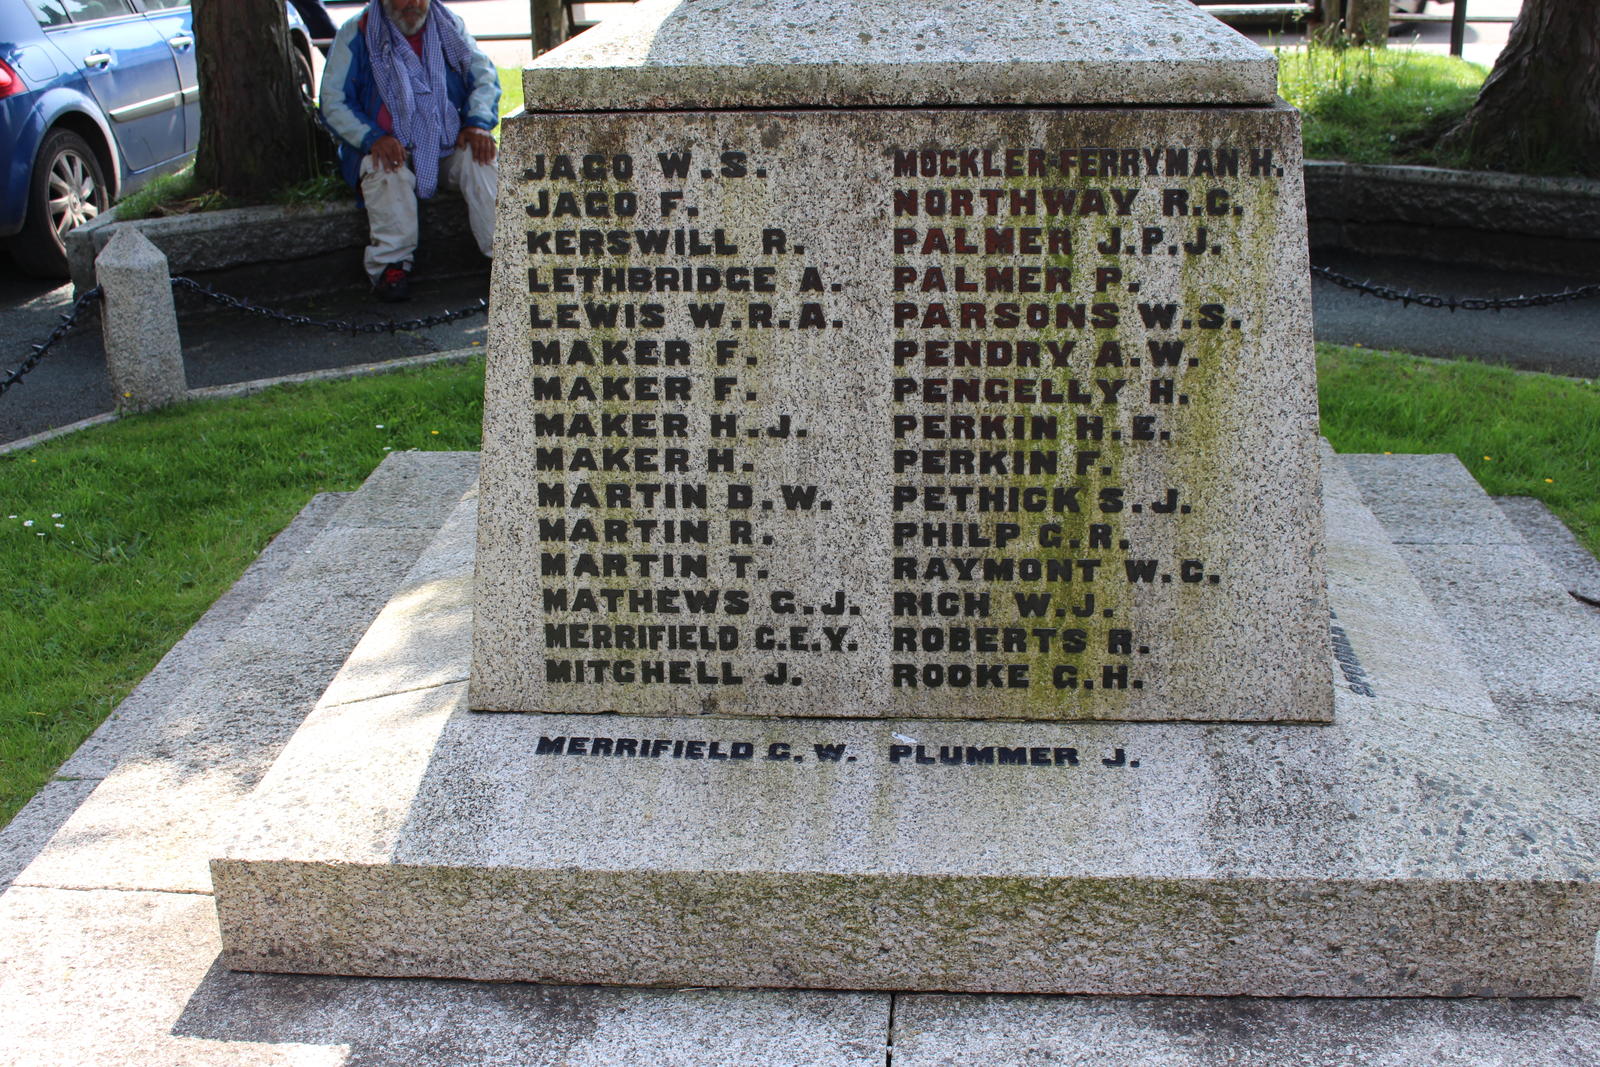 JAGO W.S.
JAGO F.
KERSWILL R.
LETHBRIDGE A.
LEWIS W.R.A.
MAKER F.
MAKER F.
MAKER H.J.
MAKER H.
MARTIN D.W.
MARTIN R.
MARTIN T.
MATHEWS G.J.
MERRIFIELD C.E.Y.
MITCHELL J.
MOCKLER-FERRYMAN H.
NORTHWAY R.C.
PALMER J.P.J.
PALMER P.
PARSONS W.S.
PENDRY A.W.
PENGELLY H.
PERKIN H.E.
PERKIN F.
PETHICK S.J.
PHILP G.R.
RAYMONT W.C.
RICH W.J.
ROBERTS R.
ROOKE G.H.
MERRIFIELD G.W. PLUMMER J.